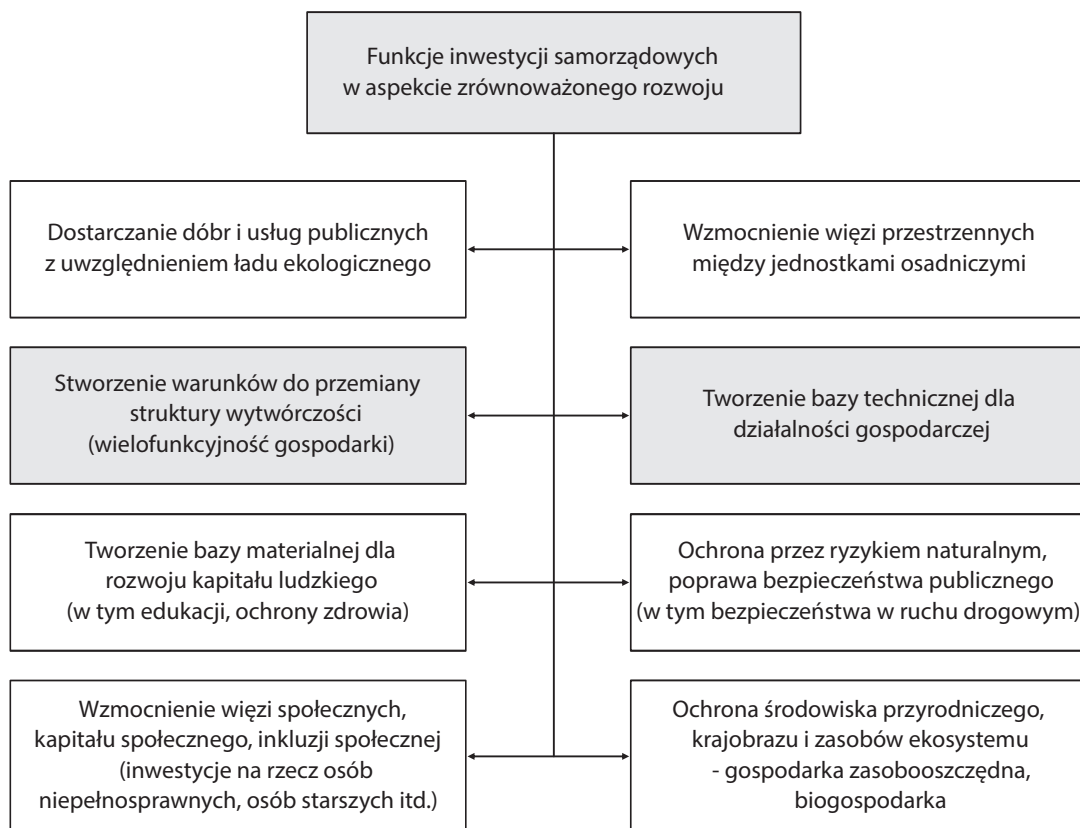 Funkcje inwestycji samorządowych
w aspekcie zrównoważonego rozwoju
Dostarczanie dóbr i usług publicznych
z uwzględnieniem ładu ekologicznego
Wzmocnienie więzi przestrzennych
między jednostkami osadniczymi
Stworzenie warunków do przemiany
struktury wytwórczości
(wielofunkcyjność gospodarki)
Tworzenie bazy technicznej dla
działalności gospodarczej
Tworzenie bazy materialnej dla
rozwoju kapitału ludzkiego
(w tym edukacji, ochrony zdrowia)
Ochrona przez ryzykiem naturalnym,
poprawa bezpieczeństwa publicznego
(w tym bezpieczeństwa w ruchu drogowym)
Wzmocnienie więzi społecznych,
kapitału społecznego, inkluzji społecznej
(inwestycje na rzecz osób
niepełnosprawnych, osób starszych itd.)
Ochrona środowiska przyrodniczego,
krajobrazu i zasobów ekosystemu
- gospodarka zasobooszczędna,
biogospodarka